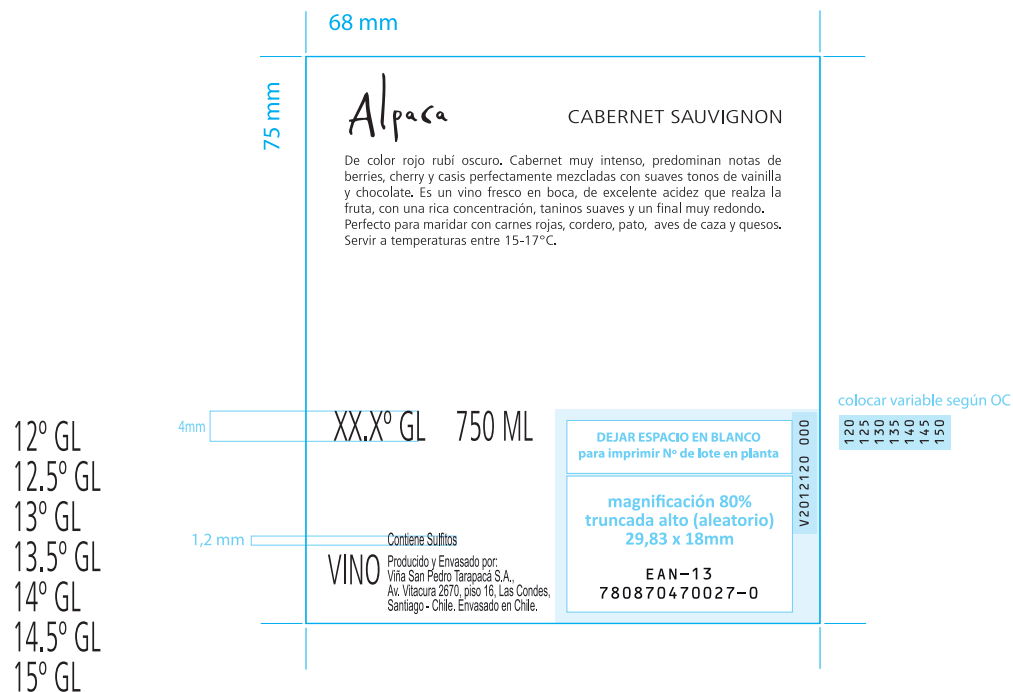 68 mm
75 mm
Alpaca
CABERNET SAUVIGNON
De color rojo rubí oscuro. Cabernet muy intenso, predominan notas de
berries, cherry y casis perfectamente mezcladas con suaves tonos de vainilla
y chocolate. Es un vino fresco en boca, de excelente acidez que realza la
fruta, con una rica concentración, taninos suaves y un final muy redondo.
Perfecto para maridar con carnes rojas, cordero, pato, aves de caza y quesos.
Servir a temperaturas entre 15-17°C.
12º GL
12.5º GL
13º GL
13.5º GL
14º GL
14.5º GL
15º GL
4mm
XX.Xº GL 750 ML
1,2 mm
Contiene Sulfitos
VINO
Producido y Envasado por:
Viña San Pedro Tarapacá S.A.,
Av. Vitacura 2670, piso 16, Las Condes,
Santiago - Chile. Envasado en Chile.
DEJAR ESPACIO EN BLANCO
para imprimir Nº de lote en planta
magnificación 80%
truncada alto (aleatorio)
29,83 x 18mm
EAN-13
780870470027-0
V2012120 000
colocar variable según OC
120
125
130
135
140
145
150